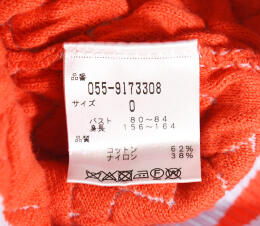 品番
055-9173308
サイズ
0
バスト 80～84
身長 156～164
品質
コットン 62%
ナイロン 38%